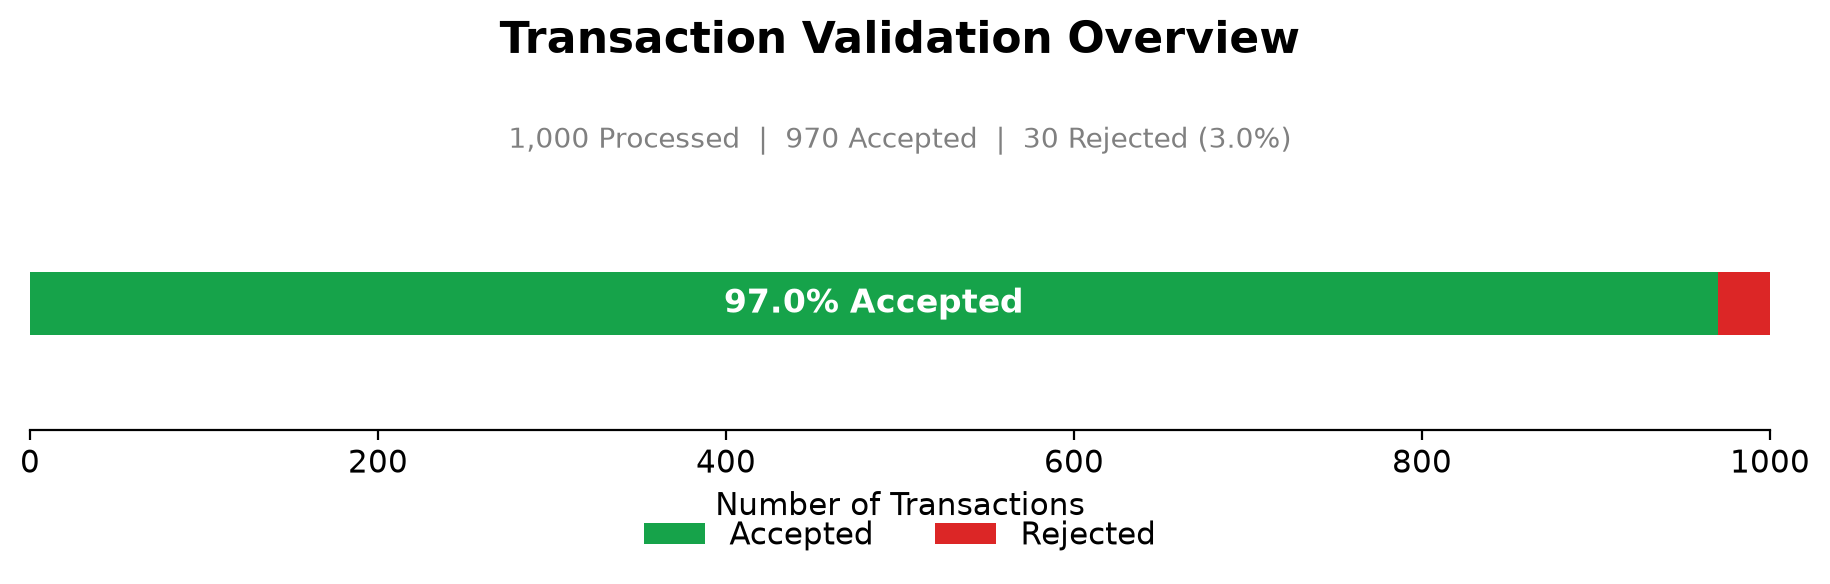 Transaction Validation Overview
1,000 Processed | 970 Accepted | 30 Rejected (3.0%)
97.0% Accepted
0 200 400 600 800 1000
Number of Transactions
Accepted Rejected